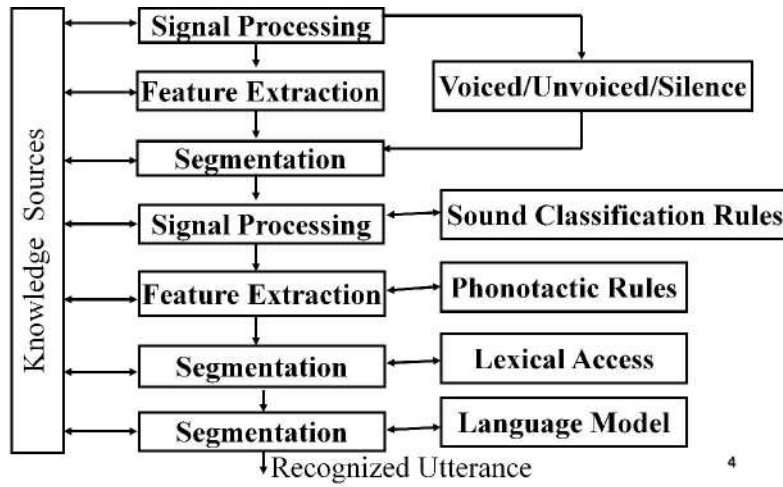 Knowledge Sources
Signal Processing
Feature Extraction
Voiced/Unvoiced/Silence
Segmentation
Signal Processing
Sound Classification Rules
Feature Extraction
Phonotactic Rules
Segmentation
Lexical Access
Segmentation
Language Model
Recognized Utterance
4